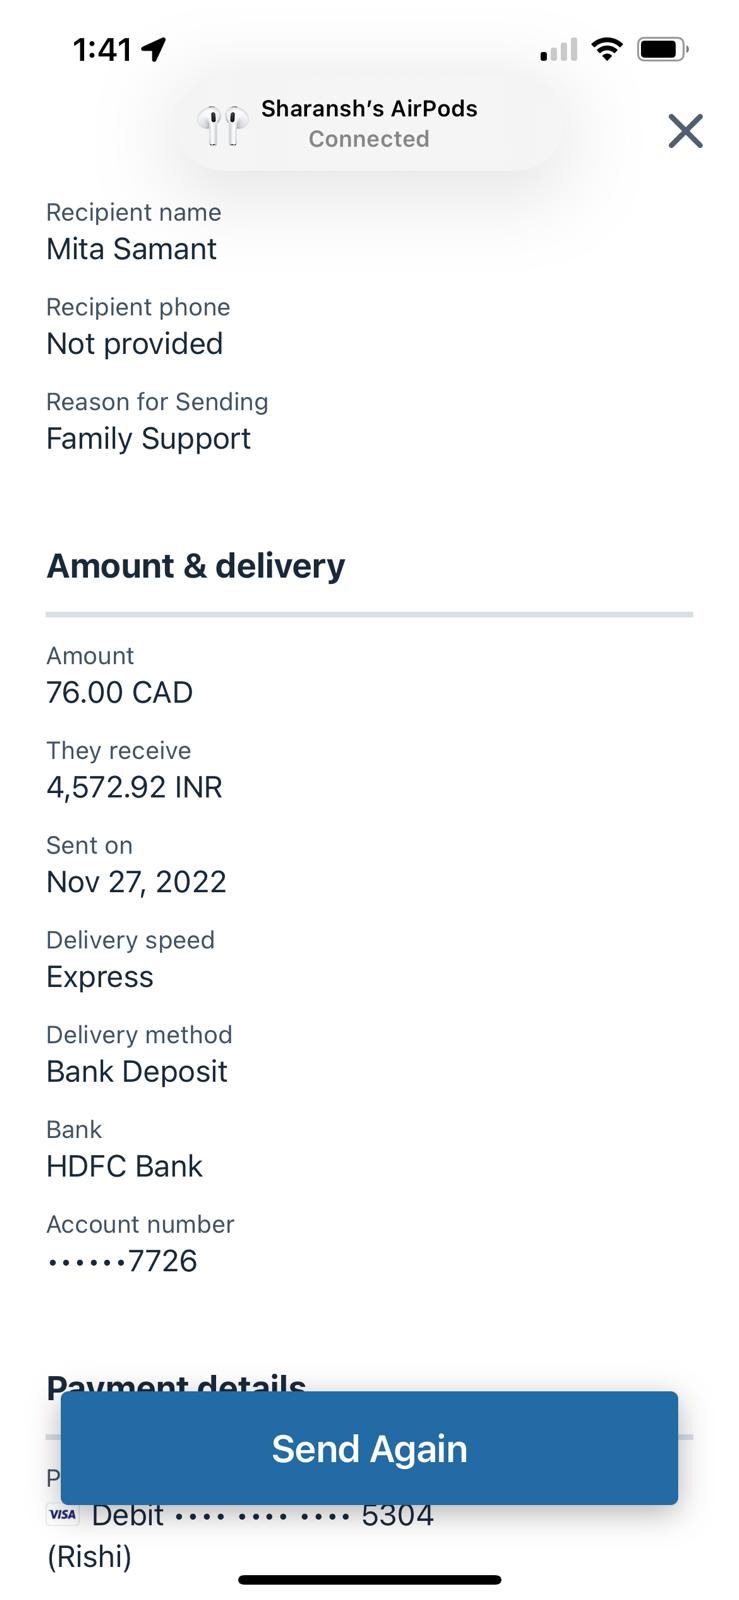 1:41
Sharansh's AirPods
Connected
Recipient name
Mita Samant
Recipient phone
Not provided
Reason for Sending
Family Support
Amount & delivery
Amount
76.00 CAD
They receive
4,572.92 INR
Sent on
Nov 27, 2022
Delivery speed
Express
Delivery method
Bank Deposit
Bank
HDFC Bank
Account number
••••••7726
Payment details
Send Again
P
VISA Debit •••• •••• •••• 5304
(Rishi)